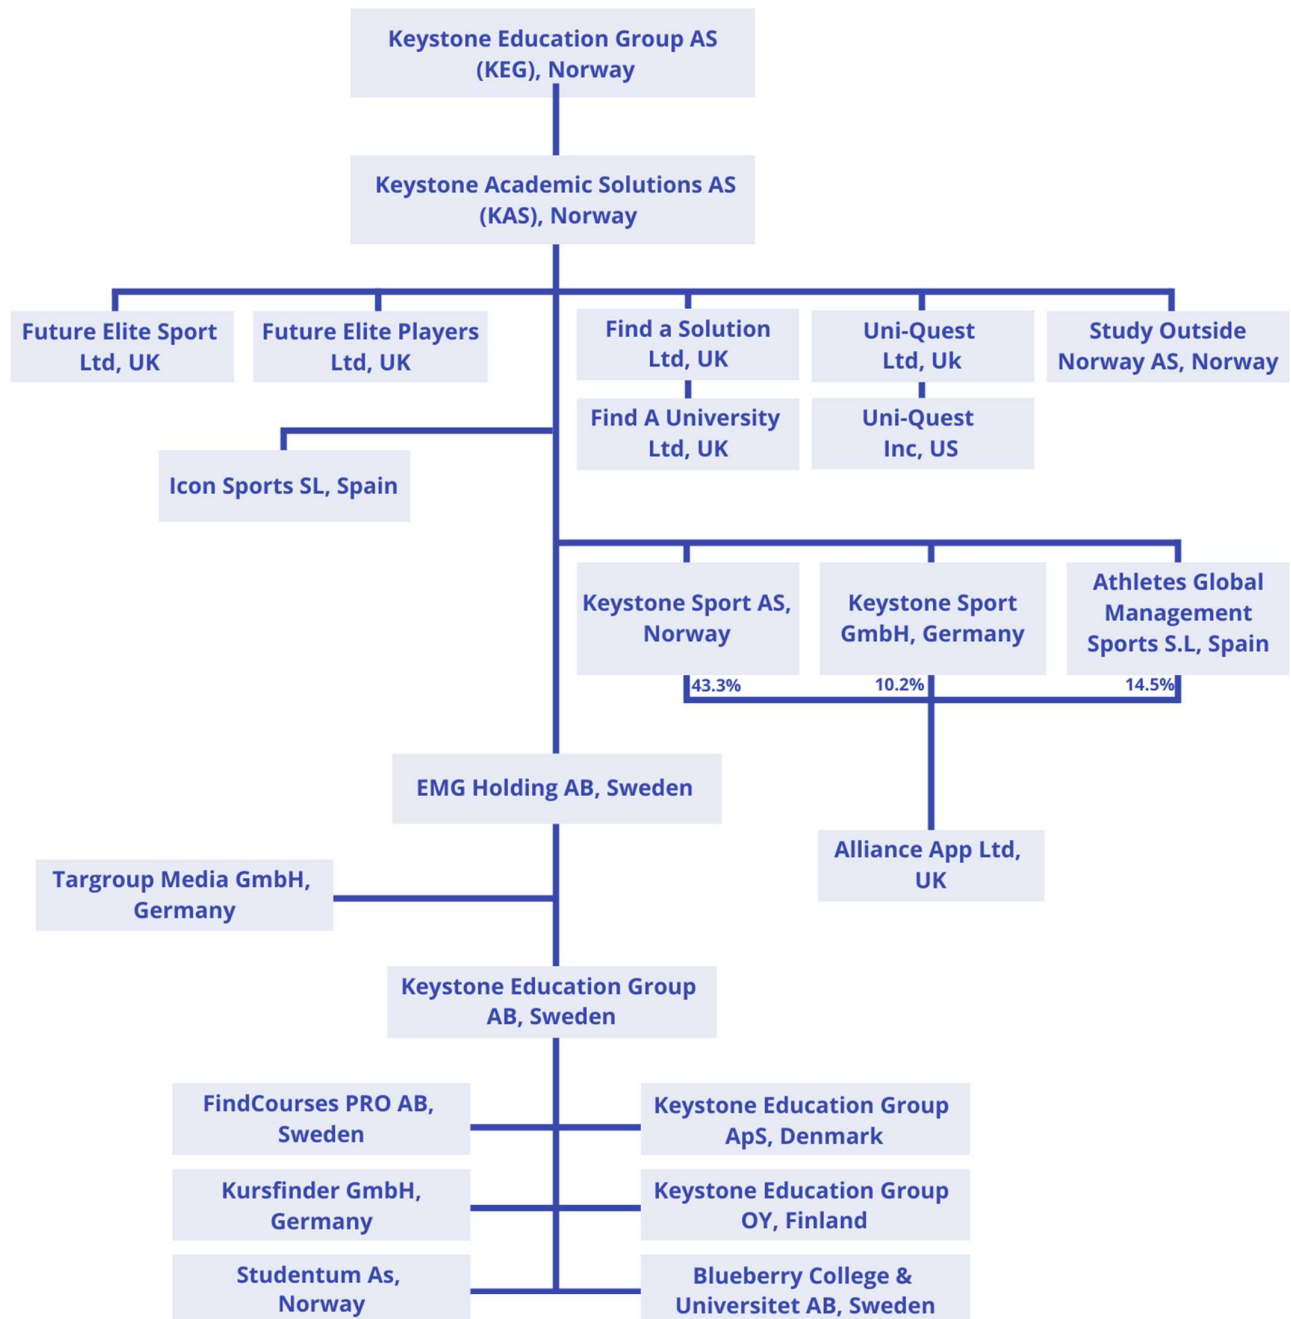 Keystone Education Group AS
(KEG), Norway
Keystone Academic Solutions AS
(KAS), Norway
Future Elite Sport
Ltd, UK
Future Elite Players
Ltd, UK
Find a Solution
Ltd, UK
Uni-Quest
Ltd, Uk
Study Outside
Norway AS, Norway
Find A University
Ltd, UK
Uni-Quest
Inc, US
Icon Sports SL, Spain
Keystone Sport AS,
Norway
Keystone Sport
GmbH, Germany
Athletes Global
Management
Sports S.L, Spain
43.3%
10.2%
14.5%
EMG Holding AB, Sweden
Alliance App Ltd,
UK
Targroup Media GmbH,
Germany
Keystone Education Group
AB, Sweden
FindCourses PRO AB,
Sweden
Keystone Education Group
ApS, Denmark
Kursfinder GmbH,
Germany
Keystone Education Group
OY, Finland
Studentum As,
Norway
Blueberry College &
Universitet AB, Sweden